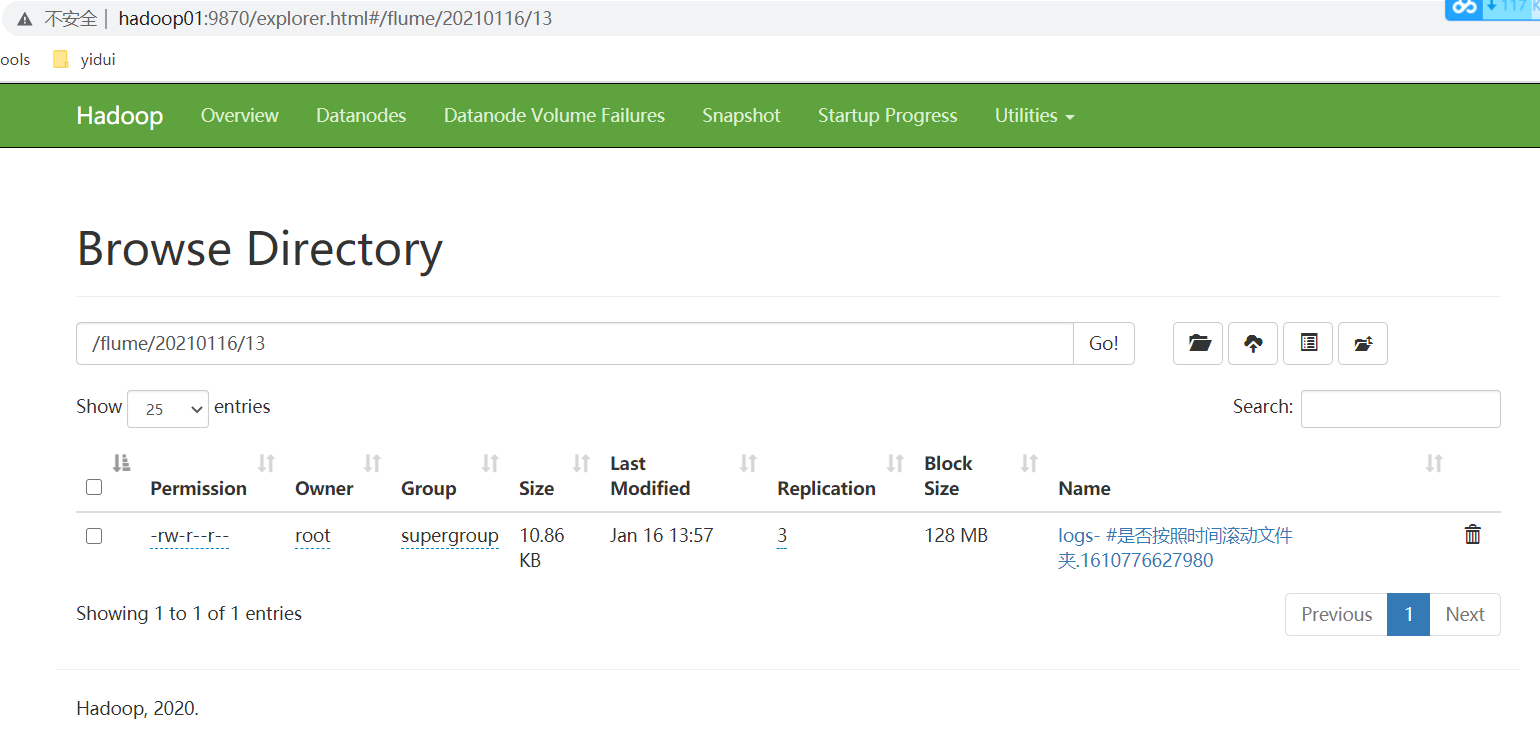 不安全 | hadoop01:9870/explorer.html#/flume/20210116/13
117 K
ools yidui
Hadoop Overview Datanodes Datanode Volume Failures Snapshot Startup Progress Utilities
Browse Directory
/flume/20210116/13 Go!
Show 25 entries Search:
Permission Owner Group Size Last Modified Replication Block Size Name
-rw-r--r-- root supergroup 10.86 KB Jan 16 13:57 3 128 MB logs- #是否按照时间滚动文件
夹.1610776627980
Showing 1 to 1 of 1 entries Previous 1 Next
Hadoop, 2020.